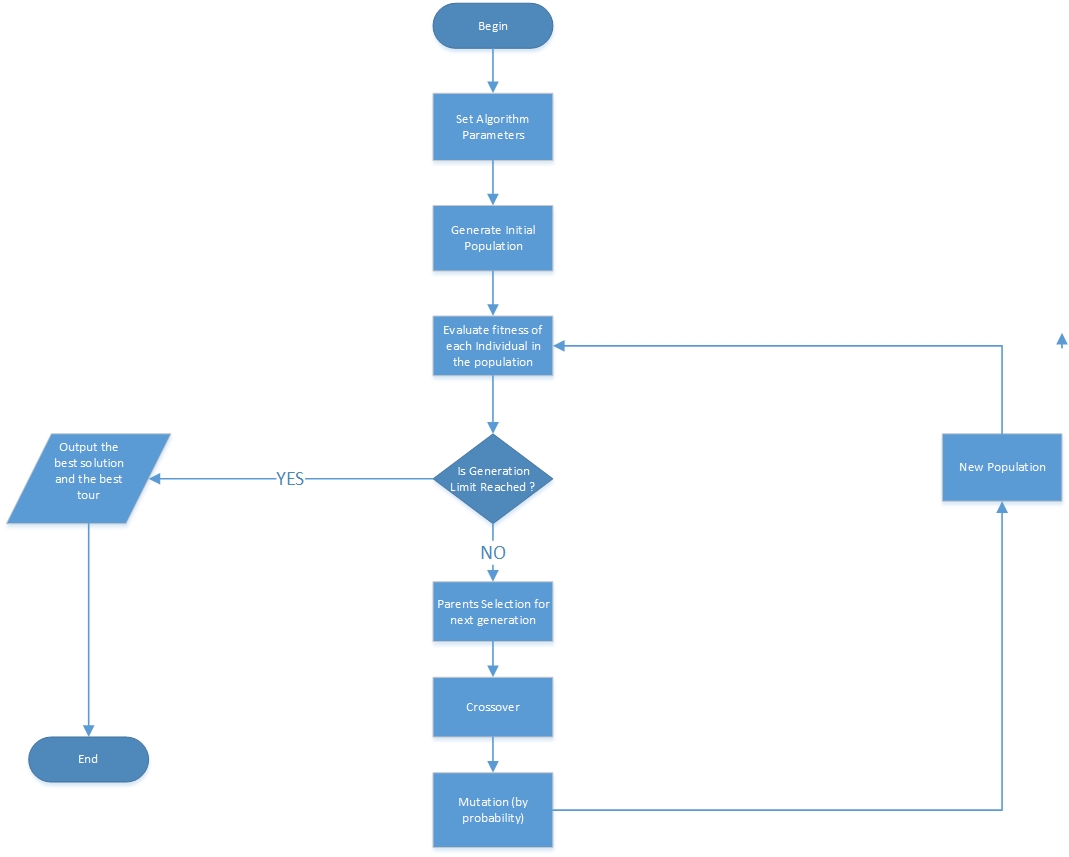 Begin
Set Algorithm
Parameters
Generate Initial
Population
Evaluate fitness of
each Individual in
the population
Is Generation
Limit Reached ?
YES
Output the
best solution
and the best
tour
End
NO
Parents Selection for
next generation
Crossover
Mutation (by
probability)
New Population